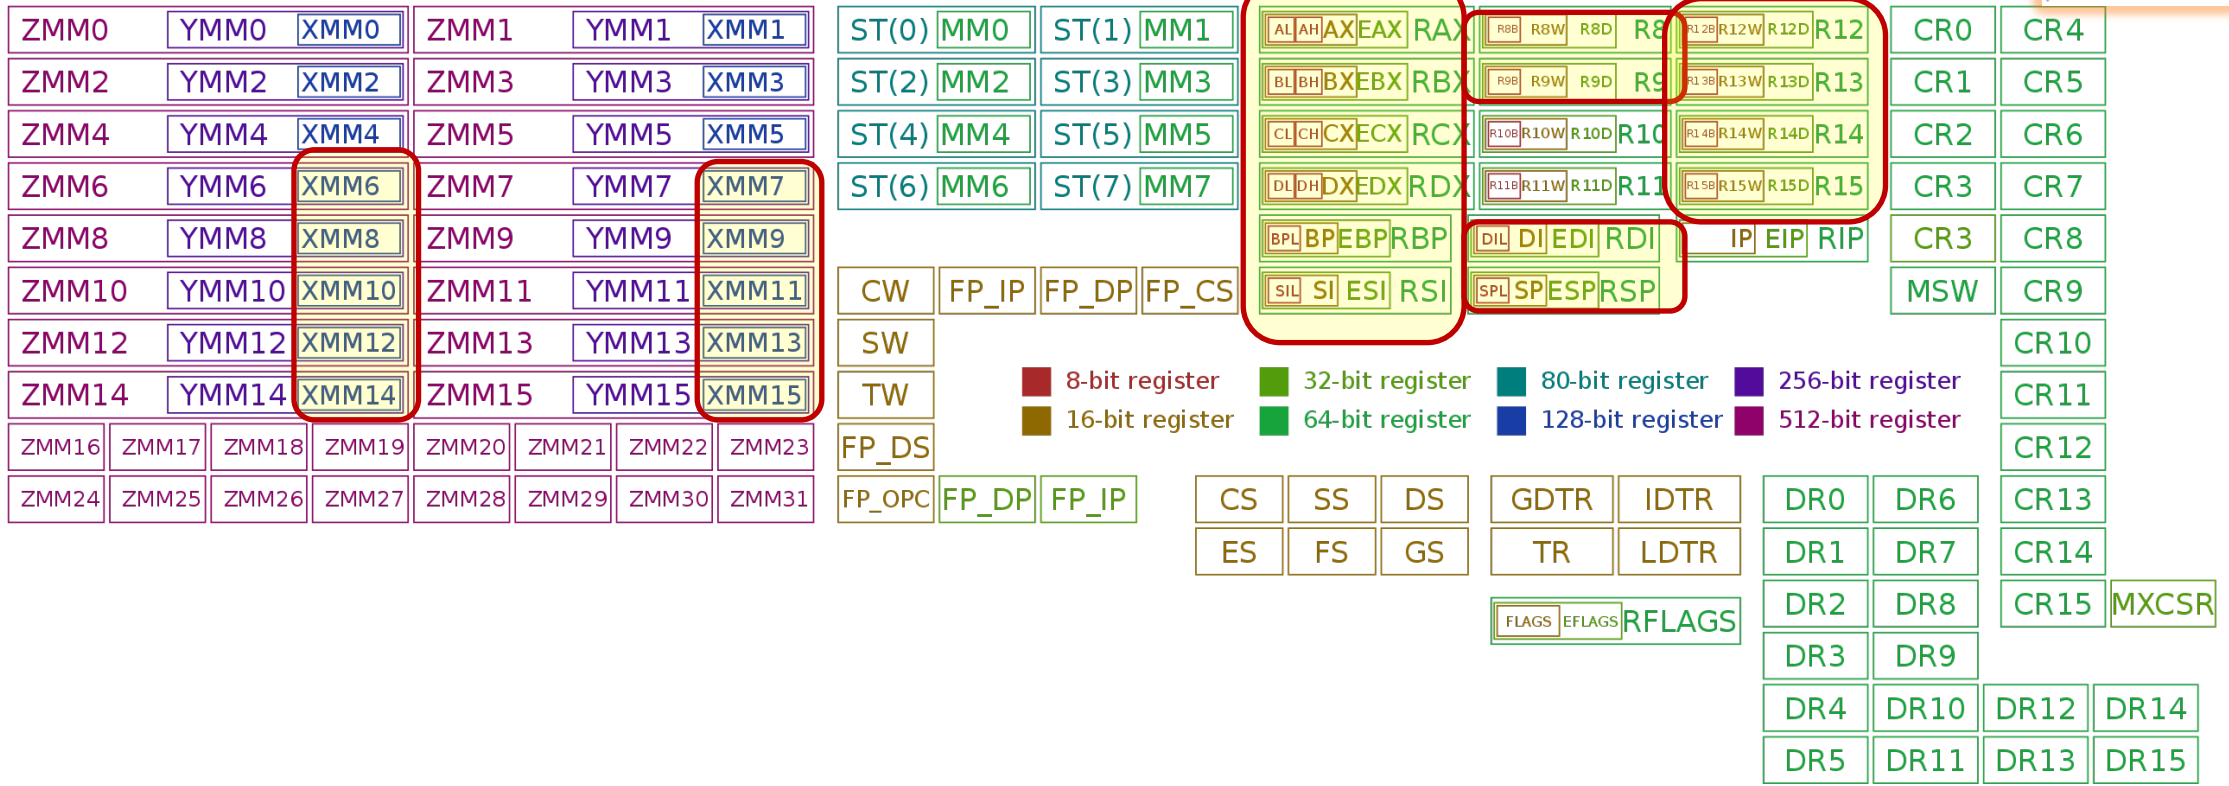 ZMM0 YMM0 XMM0 ZMM1 YMM1 XMM1 ST(0) MM0 ST(1) MM1 AL AH AX EAX RAX R8B R8W R8D R8 R12B R12W R12D R12 CR0 CR4
ZMM2 YMM2 XMM2 ZMM3 YMM3 XMM3 ST(2) MM2 ST(3) MM3 BL BH BX EBX RBX R9B R9W R9D R9 R13B R13W R13D R13 CR1 CR5
ZMM4 YMM4 XMM4 ZMM5 YMM5 XMM5 ST(4) MM4 ST(5) MM5 CL CH CX ECX RCX R10B R10W R10D R10 R14B R14W R14D R14 CR2 CR6
ZMM6 YMM6 XMM6 ZMM7 YMM7 XMM7 ST(6) MM6 ST(7) MM7 DL DH DX EDX RDX R11B R11W R11D R11 R15B R15W R15D R15 CR3 CR7
ZMM8 YMM8 XMM8 ZMM9 YMM9 XMM9 BPL BP EBP RBP DIL DI EDI RDI IP EIP RIP CR3 CR8
ZMM10 YMM10 XMM10 ZMM11 YMM11 XMM11 CW FP_IP FP_DP FP_CS SIL SI ESI RSI SPL SP ESP RSP MSW CR9
ZMM12 YMM12 XMM12 ZMM13 YMM13 XMM13 SW CR10
ZMM14 YMM14 XMM14 ZMM15 YMM15 XMM15 TW 8-bit register 32-bit register 80-bit register 256-bit register CR11
16-bit register 64-bit register 128-bit register 512-bit register
ZMM16 ZMM17 ZMM18 ZMM19 ZMM20 ZMM21 ZMM22 ZMM23 FP_DS CR12
ZMM24 ZMM25 ZMM26 ZMM27 ZMM28 ZMM29 ZMM30 ZMM31 FP_OPC FP_DP FP_IP CS SS DS GDTR IDTR DR0 DR6 CR13
ES FS GS TR LDTR DR1 DR7 CR14
DR2 DR8 CR15 MXCSR
FLAGS EFLAGS RFLAGS
DR3 DR9
DR4 DR10 DR12 DR14
DR5 DR11 DR13 DR15